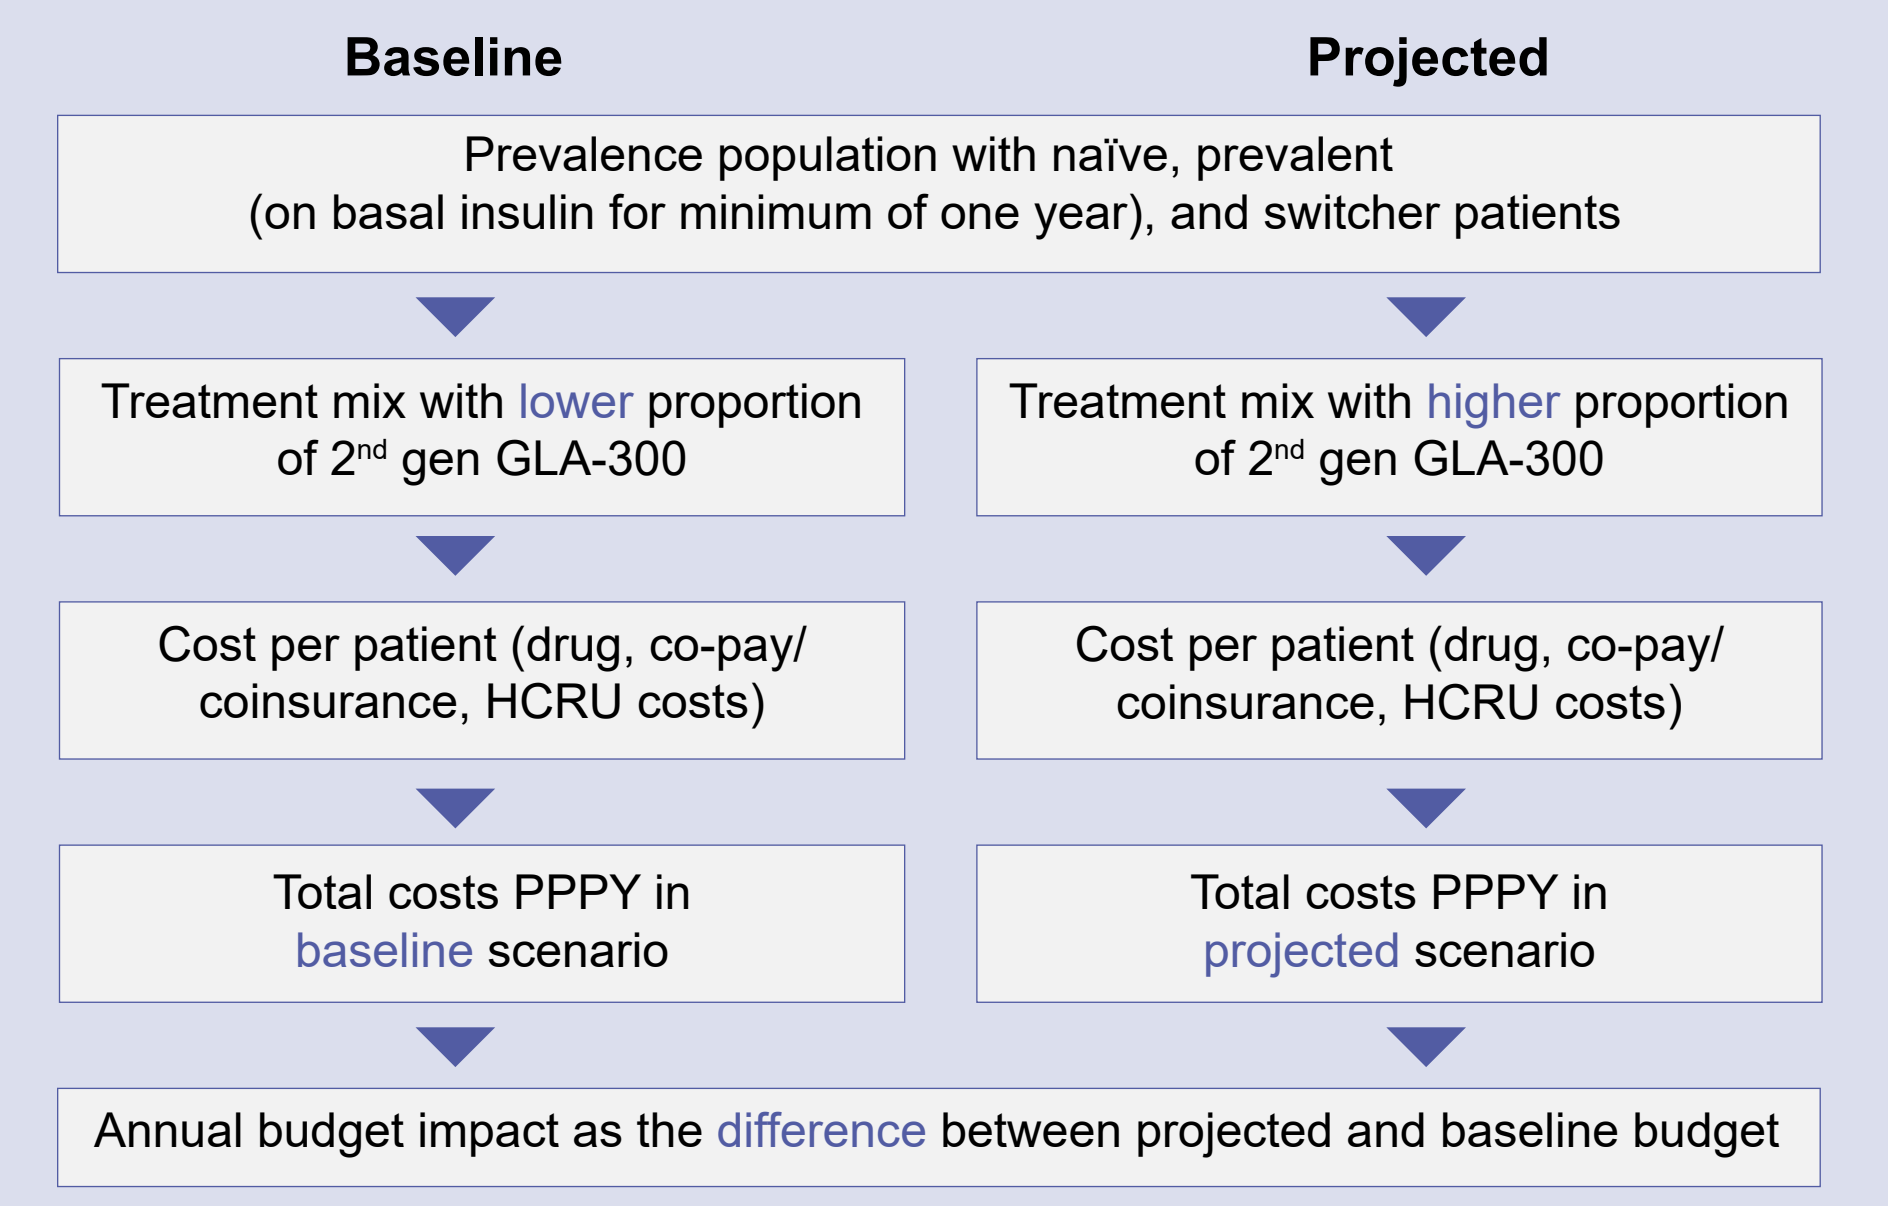 Baseline
Projected
Prevalence population with naïve, prevalent
(on basal insulin for minimum of one year), and switcher patients
Treatment mix with lower proportion
of 2nd gen GLA-300
Treatment mix with higher proportion
of 2nd gen GLA-300
Cost per patient (drug, co-pay/
coinsurance, HCRU costs)
Cost per patient (drug, co-pay/
coinsurance, HCRU costs)
Total costs PPPY in
baseline scenario
Total costs PPPY in
projected scenario
Annual budget impact as the difference between projected and baseline budget